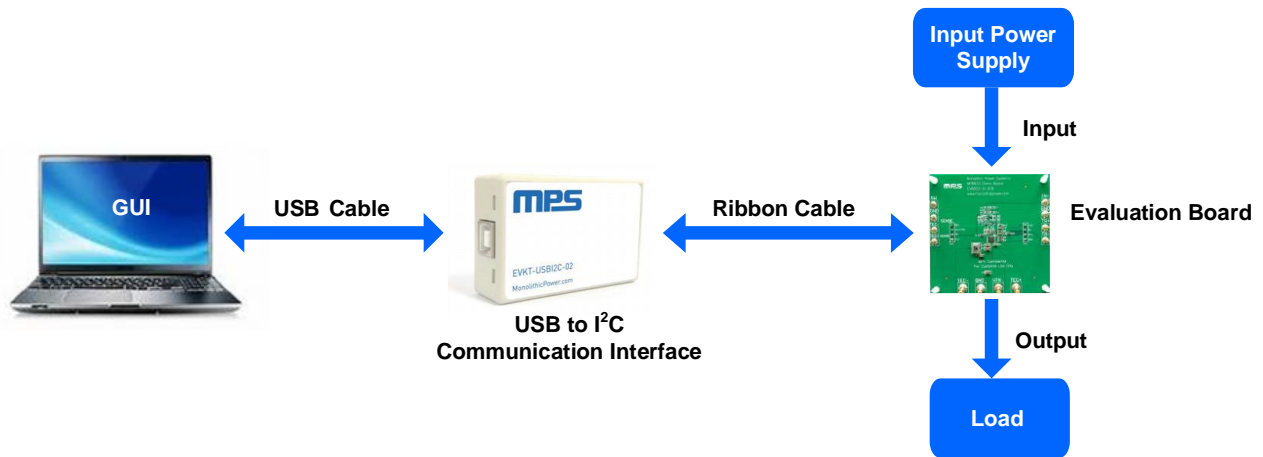 Input Power
Supply
Input
GUI
USB Cable
MPS
EVKT-USBI2C-02
MonolithicPower.com
Ribbon Cable
Evaluation Board
USB to I²C
Communication Interface
Output
Load